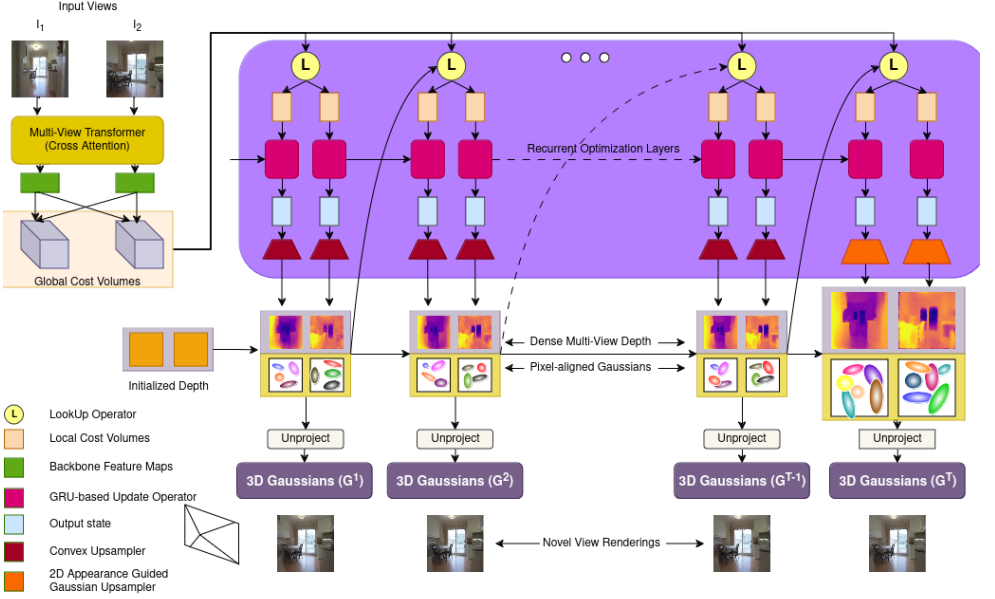 Input Views
I1
I2
Multi-View Transformer
(Cross Attention)
Global Cost Volumes
L
L
L
L
Recurrent Optimization Layers
Initialized Depth
Dense Multi-View Depth
Pixel-aligned Gaussians
Unproject
Unproject
Unproject
Unproject
3D Gaussians (G¹)
3D Gaussians (G²)
3D Gaussians (Gᵀ⁻¹)
3D Gaussians (Gᵀ)
Novel View Renderings
L
LookUp Operator
Local Cost Volumes
Backbone Feature Maps
GRU-based Update Operator
Output state
Convex Upsampler
2D Appearance Guided
Gaussian Upsampler